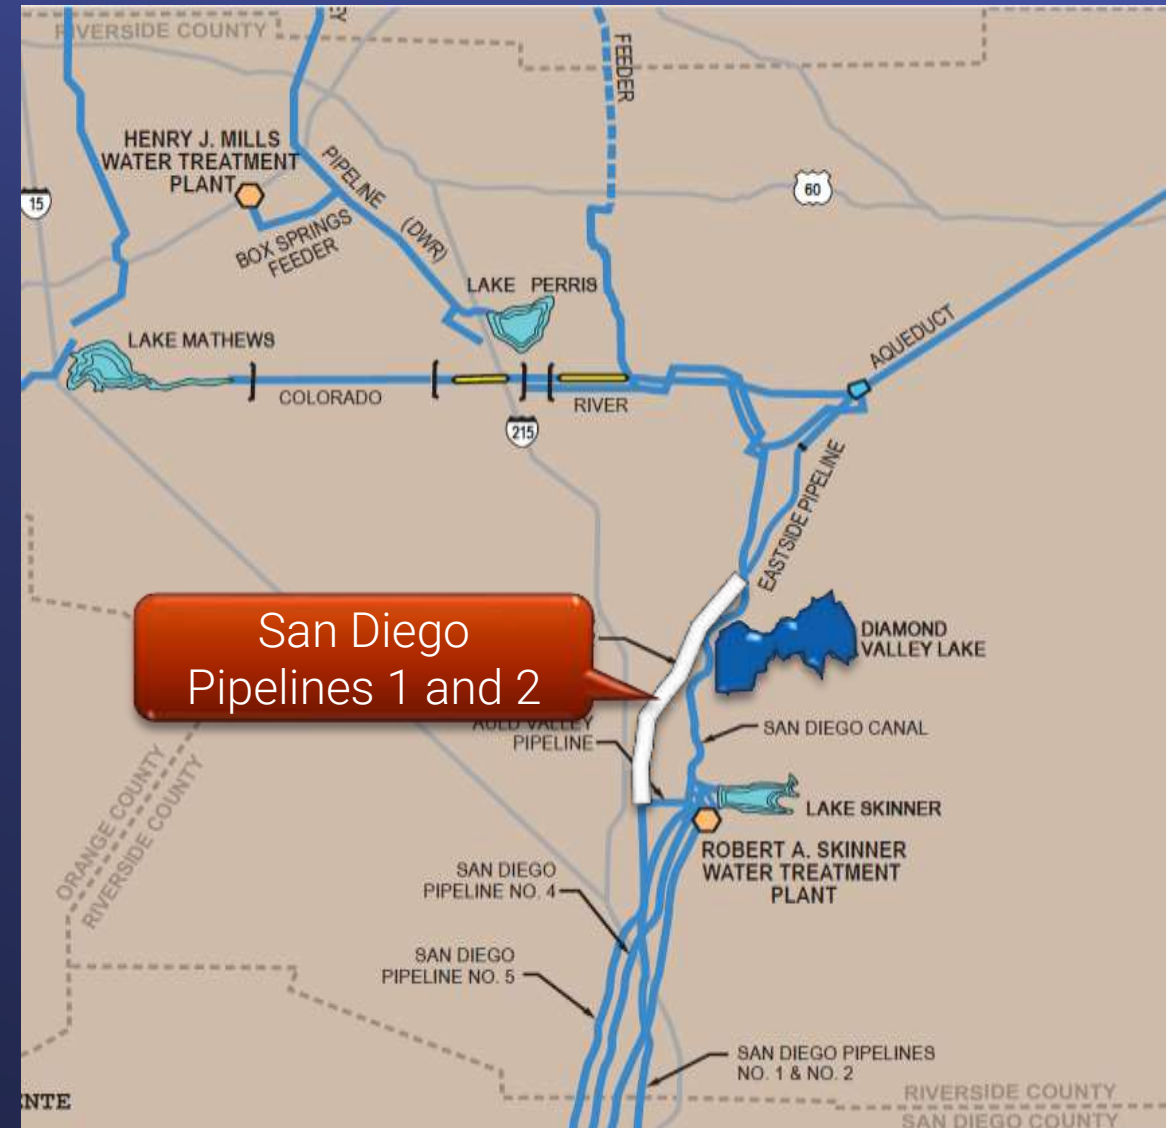 RIVERSIDE COUNTY
FEEDER
HENRY J. MILLS
WATER TREATMENT
PLANT
15
PIPELINE (DWR)
60
BOX SPRINGS
FEEDER
LAKE PERRIS
LAKE MATHEWS
AQUEDUCT
COLORADO
RIVER
215
EASTSIDE PIPELINE
San Diego
Pipelines 1 and 2
DIAMOND
VALLEY LAKE
AULD VALLEY
PIPELINE
SAN DIEGO CANAL
LAKE SKINNER
ORANGE COUNTY
RIVERSIDE COUNTY
ROBERT A. SKINNER
WATER TREATMENT
PLANT
SAN DIEGO
PIPELINE NO. 4
SAN DIEGO
PIPELINE NO. 5
SAN DIEGO PIPELINES
NO. 1 & NO. 2
NTE
RIVERSIDE COUNTY
SAN DIEGO COUNTY